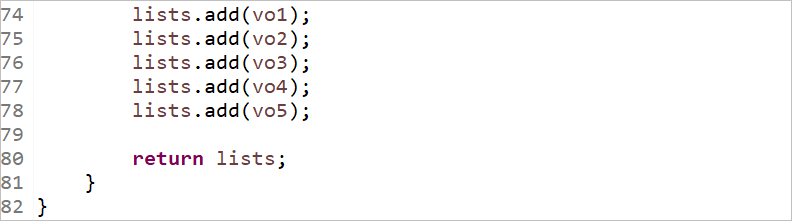 74        lists.add(vo1);
75        lists.add(vo2);
76        lists.add(vo3);
77        lists.add(vo4);
78        lists.add(vo5);
79
80        return lists;
81    }
82 }